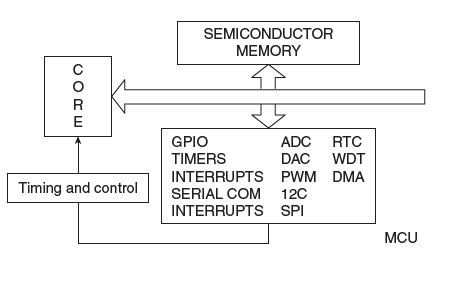 SEMICONDUCTOR
MEMORY
C
O
R
E
GPIO ADC RTC
TIMERS DAC WDT
INTERRUPTS PWM DMA
SERIAL COM 12C
INTERRUPTS SPI
Timing and control
MCU